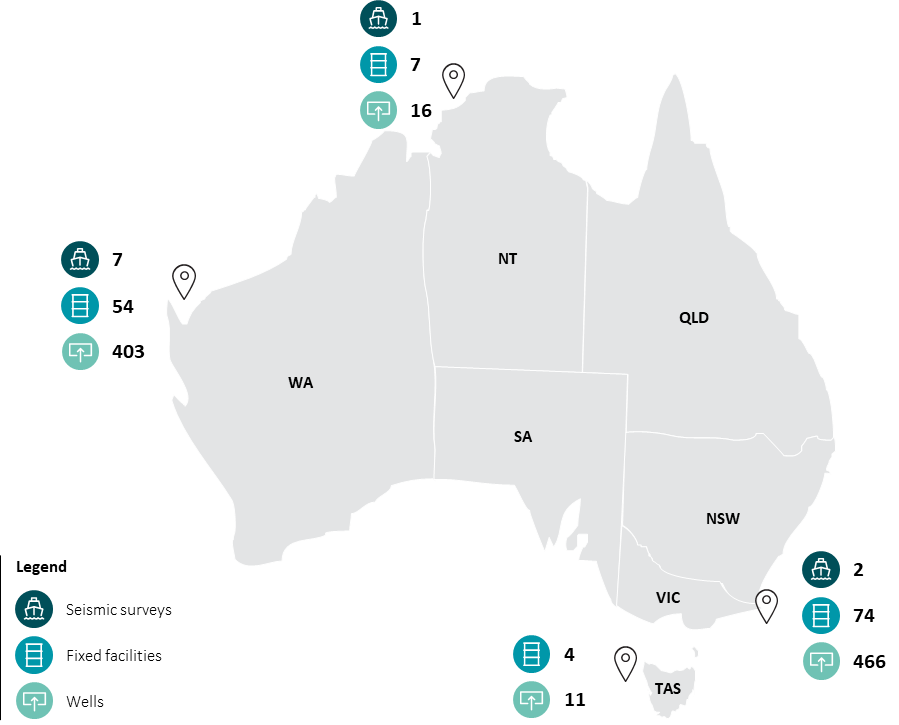 1
7
16
7
54
403
NT
QLD
WA
SA
NSW
VIC
TAS
2
74
466
4
11
Legend
Seismic surveys
Fixed facilities
Wells